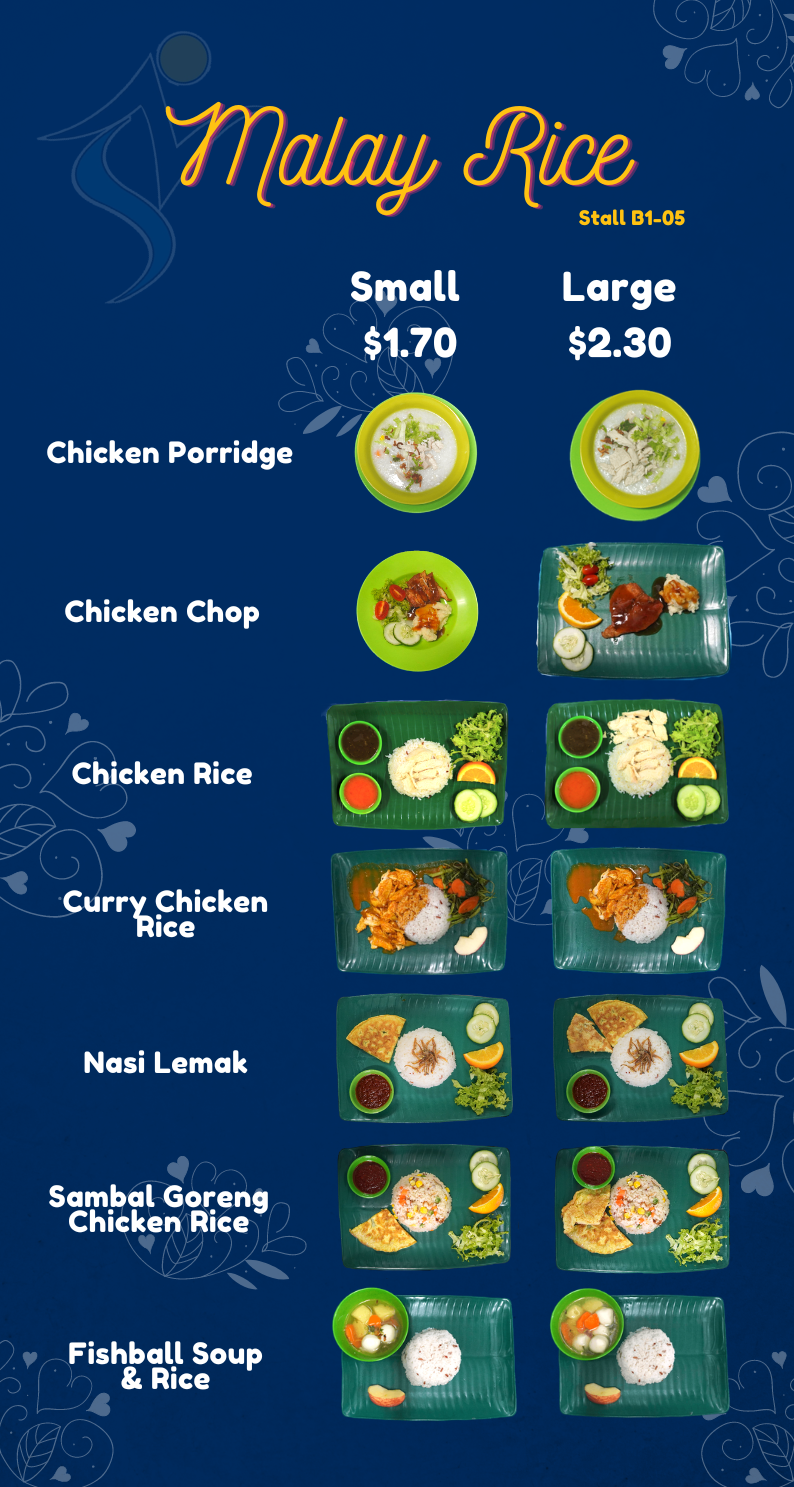 Malay Rice
Stall B1-05
Small Large
$1.70 $2.30
Chicken Porridge
Chicken Chop
Chicken Rice
Curry Chicken
Rice
Nasi Lemak
Sambal Goreng
Chicken Rice
Fishball Soup
& Rice